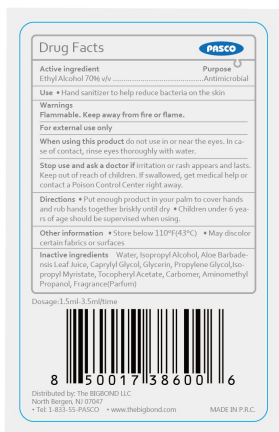 Drug Facts
PASCO
Active ingredient Purpose
Ethyl Alcohol 70% v/v ........................................ Antimicrobial
Use • Hand sanitizer to help reduce bacteria on the skin
Warnings
Flammable. Keep away from fire or flame.
For external use only
When using this product do not use in or near the eyes. In ca-
se of contact, rinse eyes thoroughly with water.
Stop use and ask a doctor if irritation or rash appears and lasts.
Keep out of reach of children. If swallowed, get medical help or
contact a Poison Control Center right away.
Directions • Put enough product in your palm to cover hands
and rub hands together briskly until dry • Children under 6 yea-
rs of age should be supervised when using.
Other information • Store below 110°F(43°C) • May discolor
certain fabrics or surfaces
Inactive ingredients Water, Isopropyl Alcohol, Aloe Barbade-
nsis Leaf Juice, Caprylyl Glycol, Glycerin, Propylene Glycol,Iso-
propyl Myristate, Tocopheryl Acetate, Carbomer, Aminomethyl
Propanol, Fragrance(Parfum)
Dosage:1.5ml-3.5ml/time
8 50017 38600 6
Distributed by: The BIGBOND LLC
North Bergen, NJ 07047
• Tel: 1-833-55-PASCO • www.thebigbond.com MADE IN P.R.C.